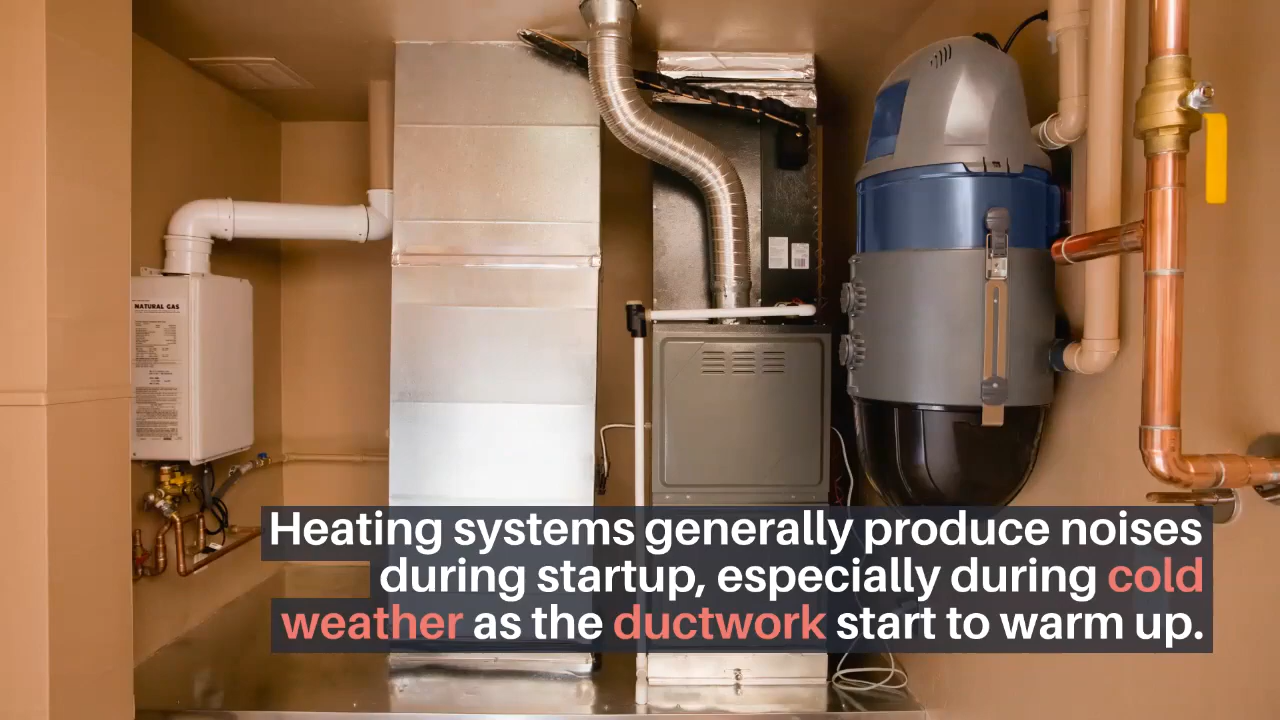 NATURAL GAS
Heating systems generally produce noises
during startup, especially during cold
weather as the ductwork start to warm up.